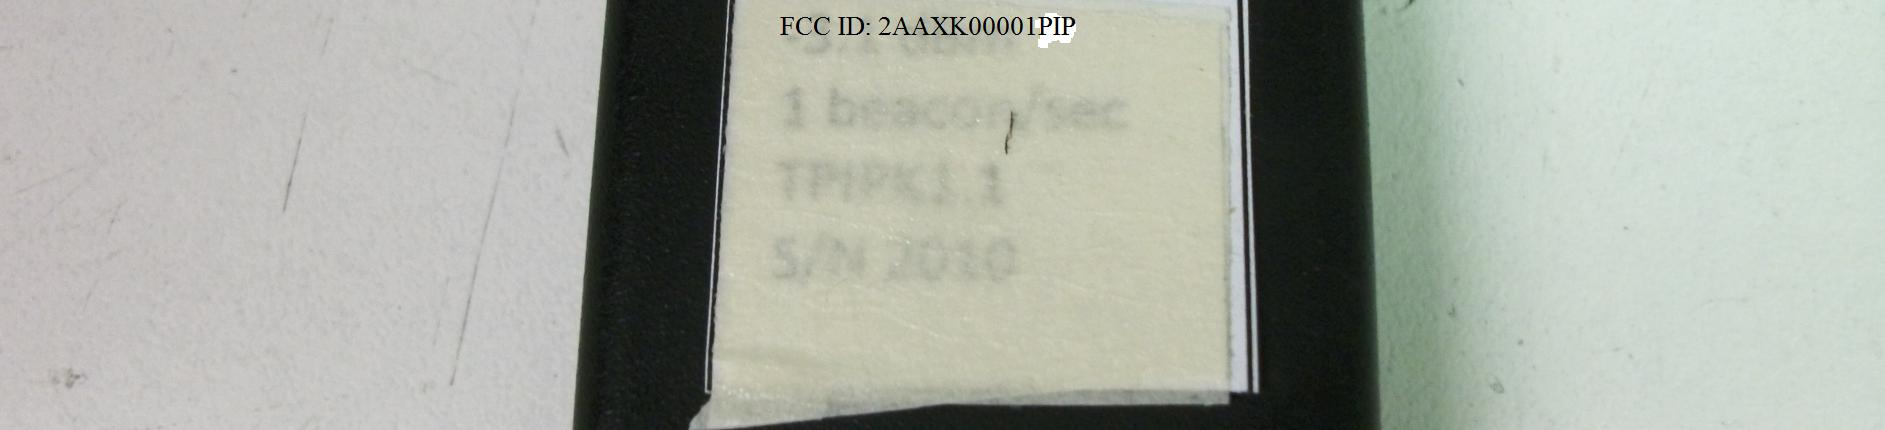 FCC ID: 2AAXK00001PIP
1 beacon/sec
TPIPK1.1
S/N 2010